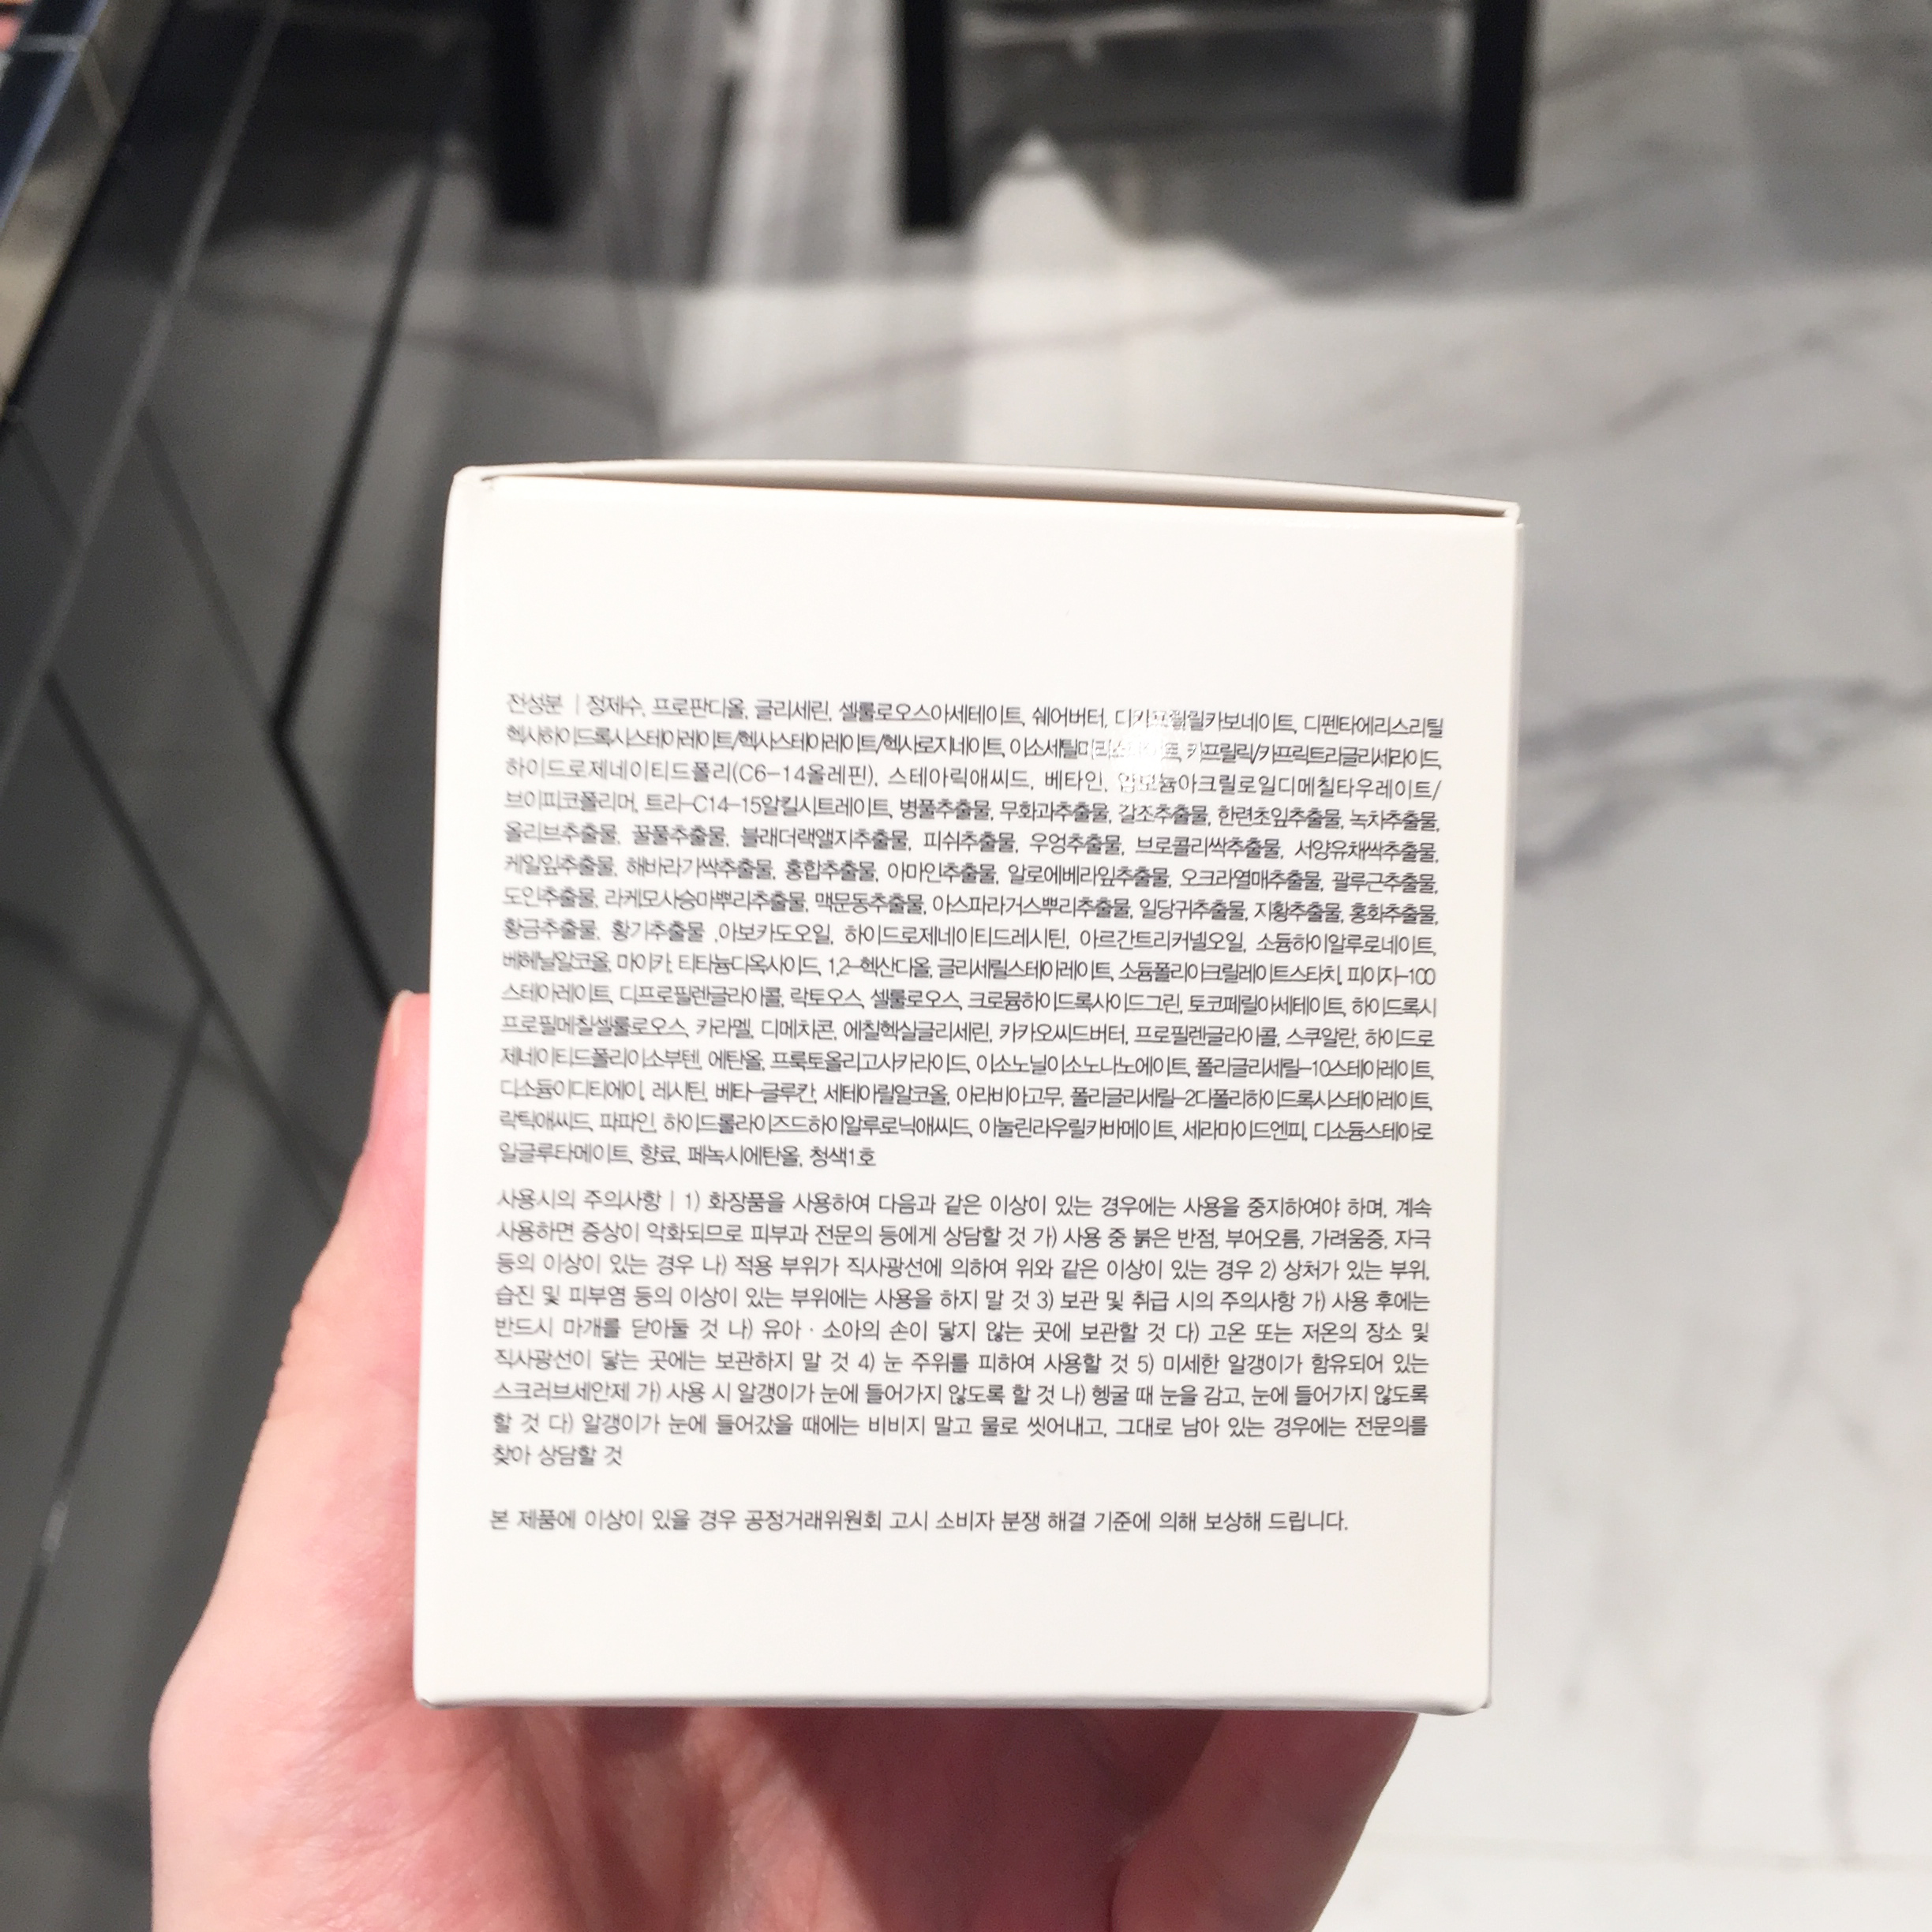 전성분 | 정제수, 프로판디올, 글리세린, 셀룰로오스아세테이트, 쉐어버터, 디카프릴릴카보네이트, 디펜타에리스리틸
헥사하이드록시스테아레이트/헥사스테아레이트/헥사로지네이트, 이소세틸미리스테이트, 카프릴릭/카프릭트라글리세라이드,
하이드로제네이티드폴리(C6-14올레핀), 스테아릭애씨드, 베타인, 암모늄아크릴로일디메칠타우레이트/
브이피코폴리머, 트라-C14-15알킬시트레이트, 병풀추출물, 무화과추출물, 갈조추출물, 한련초잎추출물, 녹차추출물,
올리브추출물, 꿀풀추출물, 블래더랙앨지추출물, 피쉬추출물, 우엉추출물, 브로콜리싹추출물, 서양유채싹추출물,
케일잎추출물, 해바라기싹추출물, 홍합추출물, 아마인추출물, 알로에베라잎추출물, 오크라열매추출물, 괄루근추출물,
도인추출물, 라케모사승마뿌리추출물, 맥문동추출물, 아스파라거스뿌리추출물, 일당귀추출물, 지황추출물, 홍화추출물,
황금추출물, 황기추출물 ,아보카도오일, 하이드로제네이티드레시틴, 아르간트리커넬오일, 소듐하이알루로네이트,
베헤닐알코올, 마이카, 티타늄디옥사이드, 1,2-헥산다올, 글리세릴스테아레이트, 소듐폴리아크릴레이트스타치, 피이지-100
스테아레이트, 디프로필렌글라이콜, 락토오스, 셀룰로오스, 크로뮴하이드록사이드그린, 토코페릴아세테이트, 하이드록시
프로필메칠셀룰로오스, 카라멜, 디메치콘, 에칠헥실글리세린, 카카오씨드버터, 프로필렌글라이콜, 스쿠알란, 하이드로
제네이티드폴리이소부텐, 에탄올, 프룩토올리고사카라이드, 이소노닐이소노나노에이트, 폴라글리세릴-10스테아레이트,
디소듐이디티에이, 레시틴, 베타-글루칸, 세테아릴알코올, 아라비아고무, 폴리글리세릴-2디폴리하이드록시스테아레이트,
락틱애씨드, 파파인, 하이드롤라이즈드하이알루로닉애씨드, 이눌린라우릴카바메이트, 세라마이드엔피, 디소듐스테아로
일글루타메이트, 향료, 페녹시에탄올, 청색1호
사용시의 주의사항 | 1) 화장품을 사용하여 다음과 같은 이상이 있는 경우에는 사용을 중지하여야 하며, 계속
사용하면 증상이 악화되므로 피부과 전문의 등에게 상담할 것 가) 사용 중 붉은 반점, 부어오름, 가려움증, 자극
등의 이상이 있는 경우 나) 적용 부위가 직사광선에 의하여 위와 같은 이상이 있는 경우 2) 상처가 있는 부위,
습진 및 피부염 등의 이상이 있는 부위에는 사용을 하지 말 것 3) 보관 및 취급 시의 주의사항 가) 사용 후에는
반드시 마개를 닫아둘 것 나) 유아 · 소아의 손이 닿지 않는 곳에 보관할 것 다) 고온 또는 저온의 장소 및
직사광선이 닿는 곳에는 보관하지 말 것 4) 눈 주위를 피하여 사용할 것 5) 미세한 알갱이가 함유되어 있는
스크러브세안제 가) 사용 시 알갱이가 눈에 들어가지 않도록 할 것 나) 헹굴 때 눈을 감고, 눈에 들어가지 않도록
할 것 다) 알갱이가 눈에 들어갔을 때에는 비비지 말고 물로 씻어내고, 그대로 남아 있는 경우에는 전문의를
찾아 상담할 것
본 제품에 이상이 있을 경우 공정거래위원회 고시 소비자 분쟁 해결 기준에 의해 보상해 드립니다.